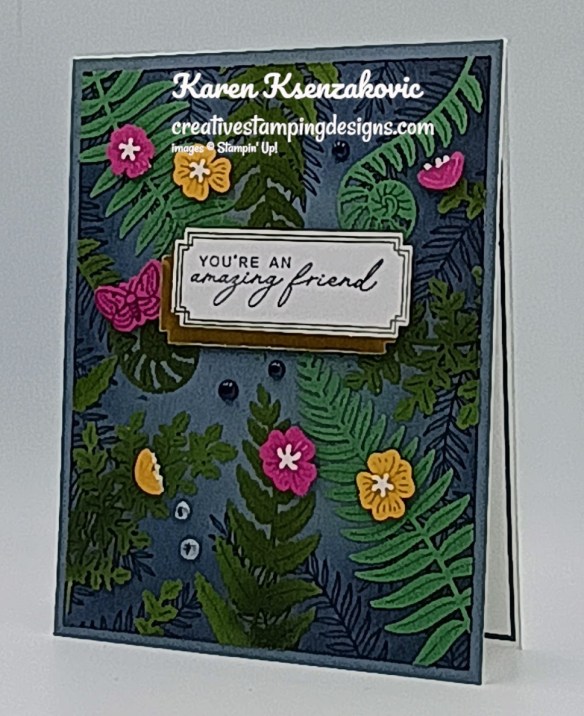 Karen Ksenzakovic
creativestampingdesigns.com
Images © Stampin' Up!
YOU'RE AN
amazing friend